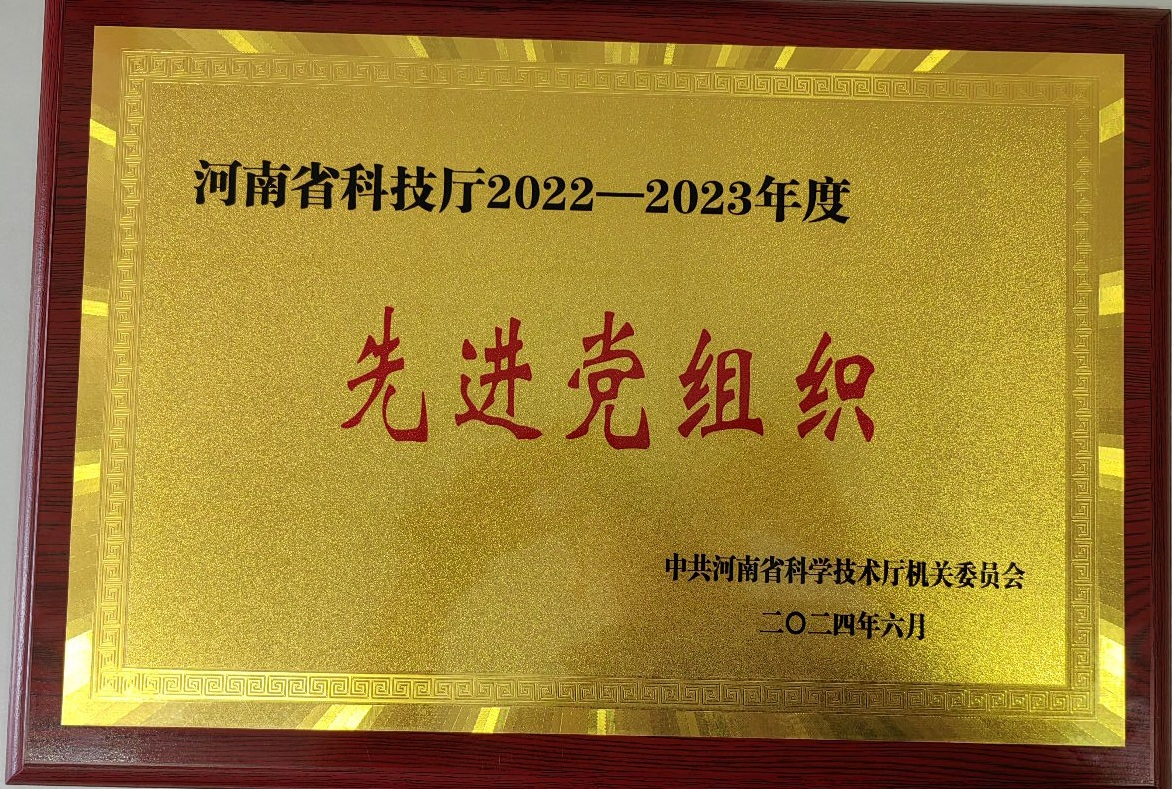 河南省科技厅2022—2023年度
先进党组织
中共河南省科学技术厅机关委员会
二〇二四年六月